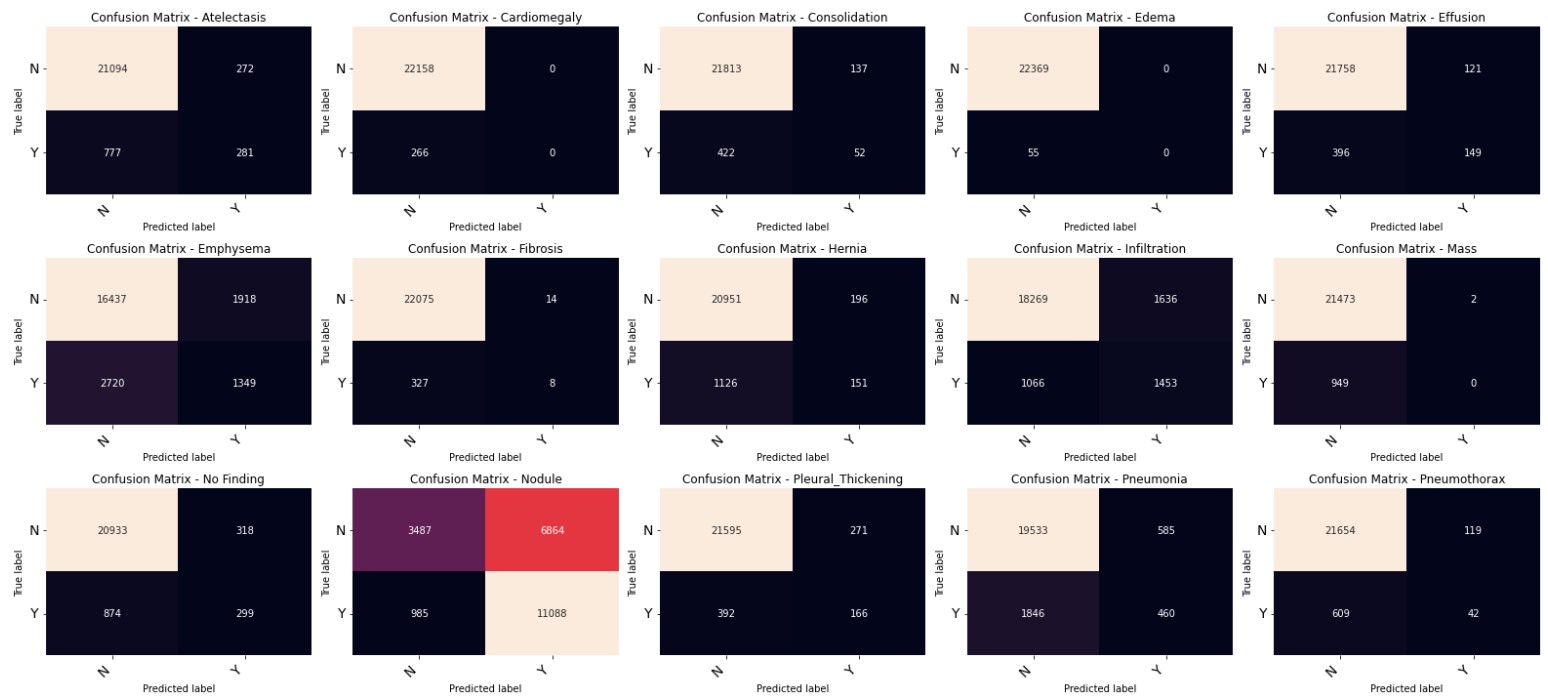 Confusion Matrix - Atelectasis
True label
N
21094
272
Y
777
281
N
Y
Predicted label
Confusion Matrix - Cardiomegaly
True label
N
22158
0
Y
266
0
N
Y
Predicted label
Confusion Matrix - Consolidation
True label
N
21813
137
Y
422
52
N
Y
Predicted label
Confusion Matrix - Edema
True label
N
22369
0
Y
55
0
N
Y
Predicted label
Confusion Matrix - Effusion
True label
N
21758
121
Y
396
149
N
Y
Predicted label
Confusion Matrix - Emphysema
True label
N
16437
1918
Y
2720
1349
N
Y
Predicted label
Confusion Matrix - Fibrosis
True label
N
22075
14
Y
327
8
N
Y
Predicted label
Confusion Matrix - Hernia
True label
N
20951
196
Y
1126
151
N
Y
Predicted label
Confusion Matrix - Infiltration
True label
N
18269
1636
Y
1066
1453
N
Y
Predicted label
Confusion Matrix - Mass
True label
N
21473
2
Y
949
0
N
Y
Predicted label
Confusion Matrix - No Finding
True label
N
20933
318
Y
874
299
N
Y
Predicted label
Confusion Matrix - Nodule
True label
N
3487
6864
Y
985
11088
N
Y
Predicted label
Confusion Matrix - Pleural_Thickening
True label
N
21595
271
Y
392
166
N
Y
Predicted label
Confusion Matrix - Pneumonia
True label
N
19533
585
Y
1846
460
N
Y
Predicted label
Confusion Matrix - Pneumothorax
True label
N
21654
119
Y
609
42
N
Y
Predicted label